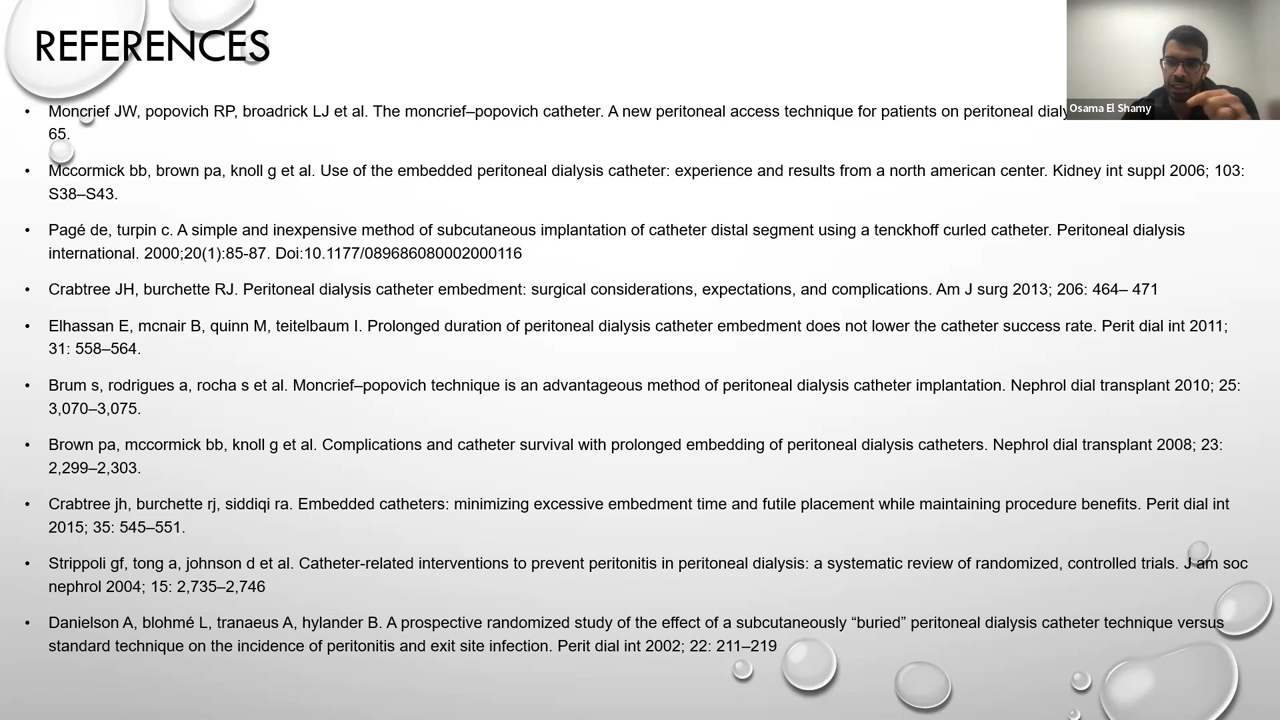 REFERENCES
Osama El Shamy
• Moncrief JW, popovich RP, broadrick LJ et al. The moncrief–popovich catheter. A new peritoneal access technique for patients on peritoneal
65.
• Mccormick bb, brown pa, knoll g et al. Use of the embedded peritoneal dialysis catheter: experience and results from a north american center. Kidney int suppl 2006; 103:
S38–S43.
• Pagé de, turpin c. A simple and inexpensive method of subcutaneous implantation of catheter distal segment using a tenckhoff curled catheter. Peritoneal dialysis
international. 2000;20(1):85-87. Doi:10.1177/089686080002000116
• Crabtree JH, burchette RJ. Peritoneal dialysis catheter embedment: surgical considerations, expectations, and complications. Am J surg 2013; 206: 464– 471
• Elhassan E, mcnair B, quinn M, teitelbaum I. Prolonged duration of peritoneal dialysis catheter embedment does not lower the catheter success rate. Perit dial int 2011;
31: 558–564.
• Brum s, rodrigues a, rocha s et al. Moncrief–popovich technique is an advantageous method of peritoneal dialysis catheter implantation. Nephrol dial transplant 2010; 25:
3,070–3,075.
• Brown pa, mccormick bb, knoll g et al. Complications and catheter survival with prolonged embedding of peritoneal dialysis catheters. Nephrol dial transplant 2008; 23:
2,299–2,303.
• Crabtree jh, burchette rj, siddiqi ra. Embedded catheters: minimizing excessive embedment time and futile placement while maintaining procedure benefits. Perit dial int
2015; 35: 545–551.
• Strippoli gf, tong a, johnson d et al. Catheter-related interventions to prevent peritonitis in peritoneal dialysis: a systematic review of randomized, controlled trials. J am soc
nephrol 2004; 15: 2,735–2,746
• Danielson A, blohmé L, tranaeus A, hylander B. A prospective randomized study of the effect of a subcutaneously “buried” peritoneal dialysis catheter technique versus
standard technique on the incidence of peritonitis and exit site infection. Perit dial int 2002; 22: 211–219